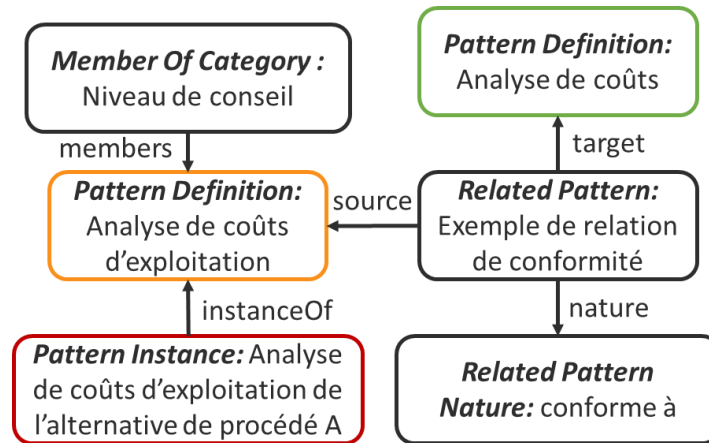 Member Of Category :
Niveau de conseil
Pattern Definition:
Analyse de coûts
members
target
Pattern Definition:
Analyse de coûts
d'exploitation
source
Related Pattern:
Exemple de relation
de conformité
instanceOf
nature
Pattern Instance: Analyse
de coûts d'exploitation de
l'alternative de procédé A
Related Pattern
Nature: conforme à